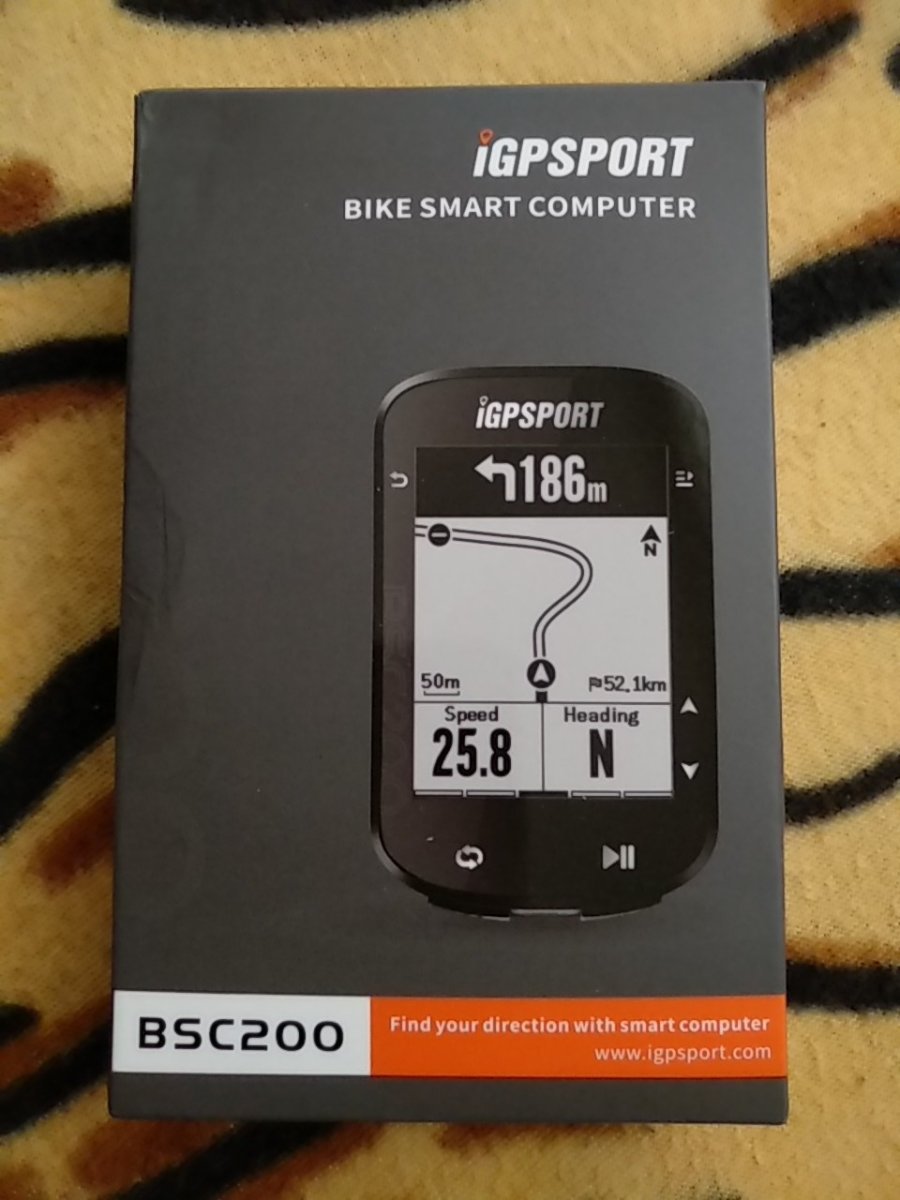 iGPSPORT
BIKE SMART COMPUTER
iGPSPORT
186m
N
50m
52.1km
Speed
Heading
25.8
N
BSC200
Find your direction with smart computer
www.igpsport.com